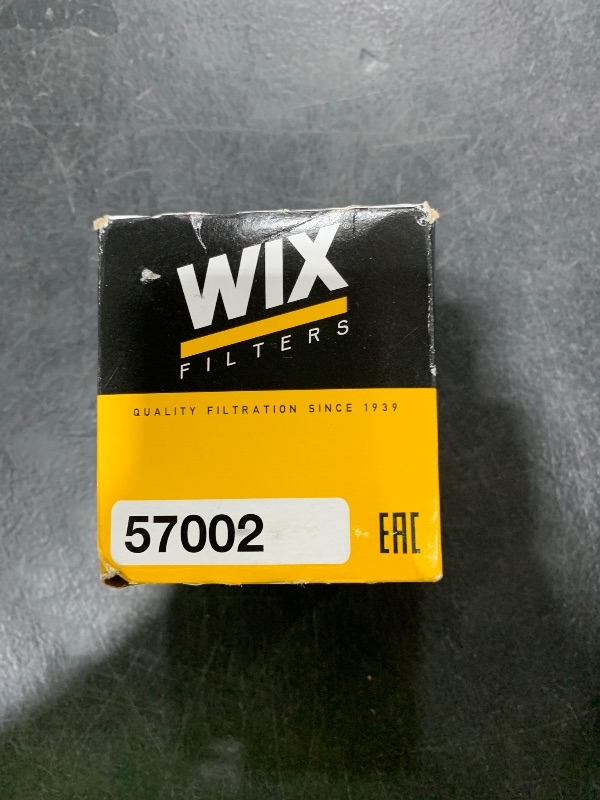 WIX
FILTERS
QUALITY FILTRATION SINCE 1939
57002
EAC